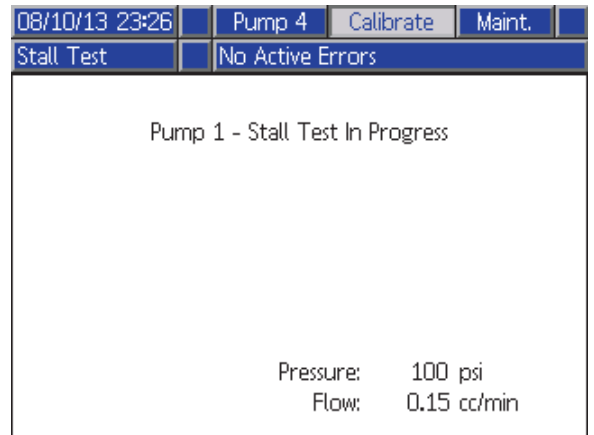 08/10/13 23:26 Pump 4 Calibrate Maint.
Stall Test No Active Errors
Pump 1 - Stall Test In Progress
Pressure: 100 psi
Flow: 0.15 cc/min